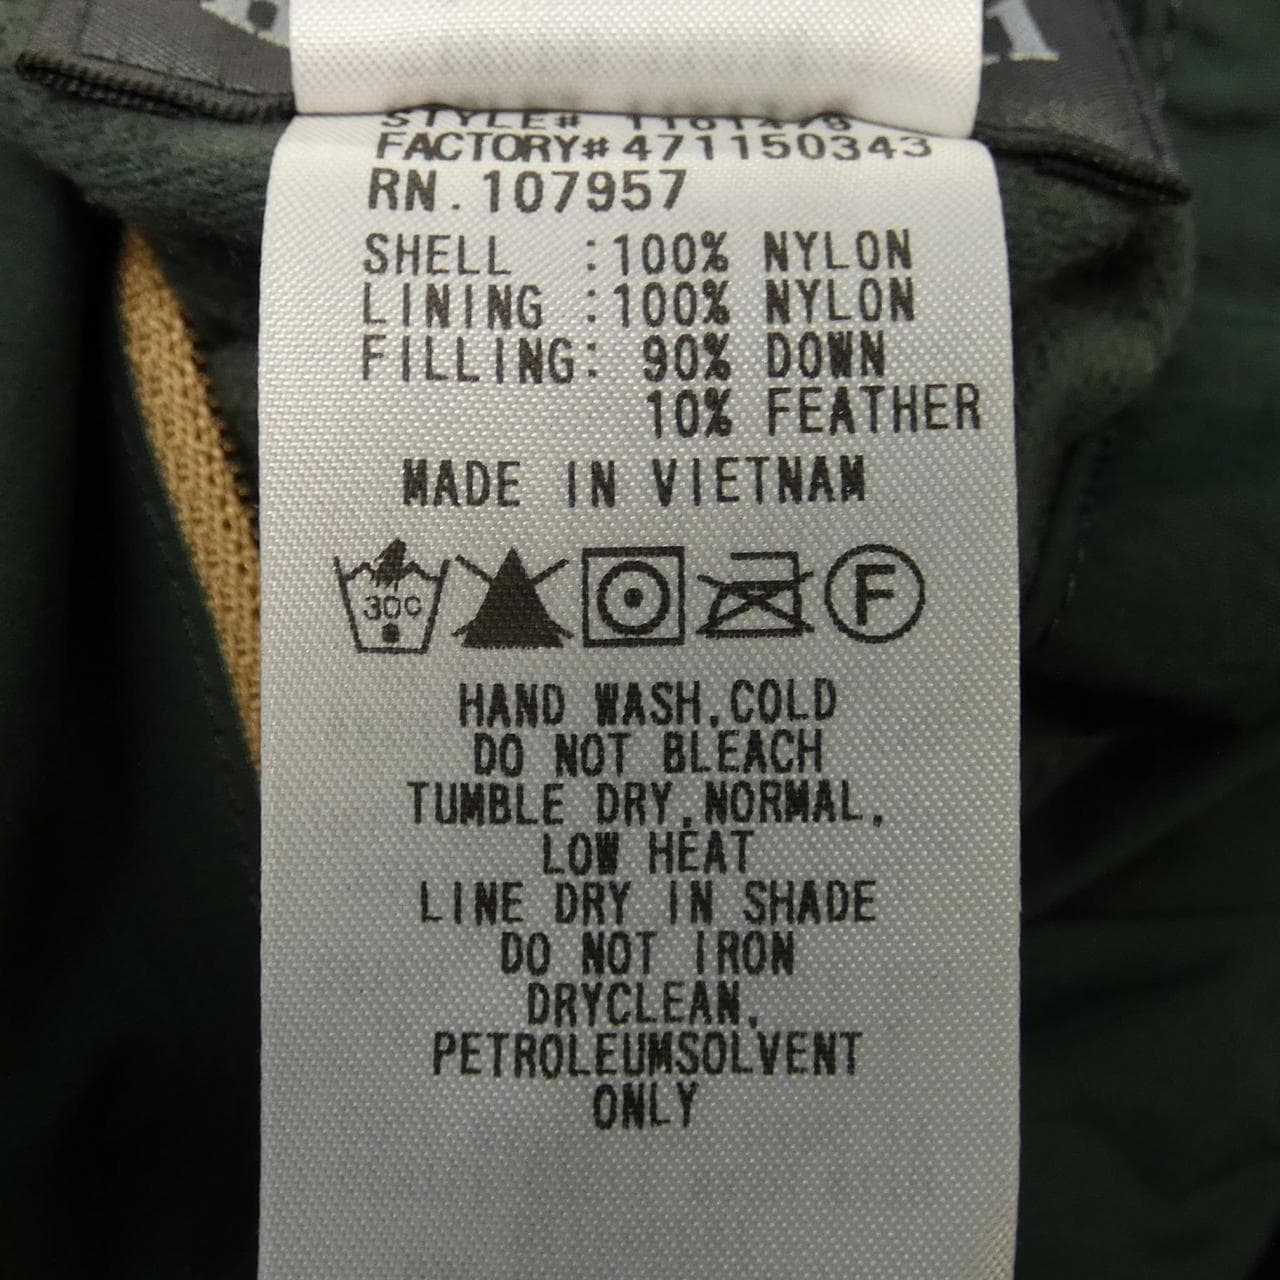 STYLE#
FACTORY# 471150343
RN. 107957
SHELL :100% NYLON
LINING :100% NYLON
FILLING: 90% DOWN
10% FEATHER
MADE IN VIETNAM
30C
F
HAND WASH,COLD
DO NOT BLEACH
TUMBLE DRY,NORMAL,
LOW HEAT
LINE DRY IN SHADE
DO NOT IRON
DRYCLEAN,
PETROLEUMSOLVENT
ONLY